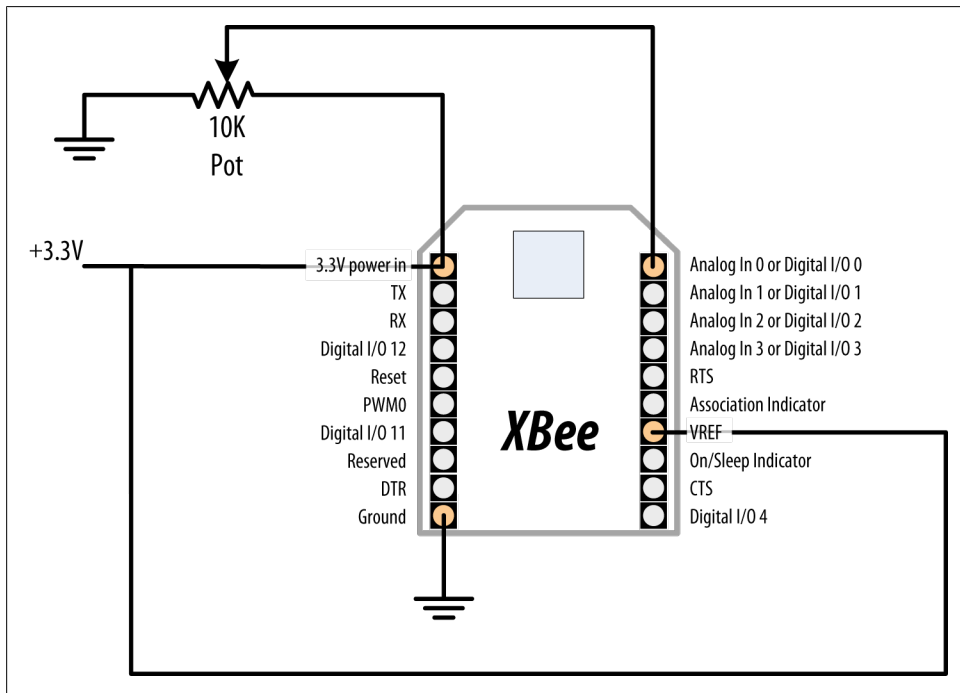 10K
Pot
+3.3V
3.3V power in
TX
RX
Digital I/O 12
Reset
PWM0
Digital I/O 11
Reserved
DTR
Ground
XBee
Analog In 0 or Digital I/O 0
Analog In 1 or Digital I/O 1
Analog In 2 or Digital I/O 2
Analog In 3 or Digital I/O 3
RTS
Association Indicator
VREF
On/Sleep Indicator
CTS
Digital I/O 4